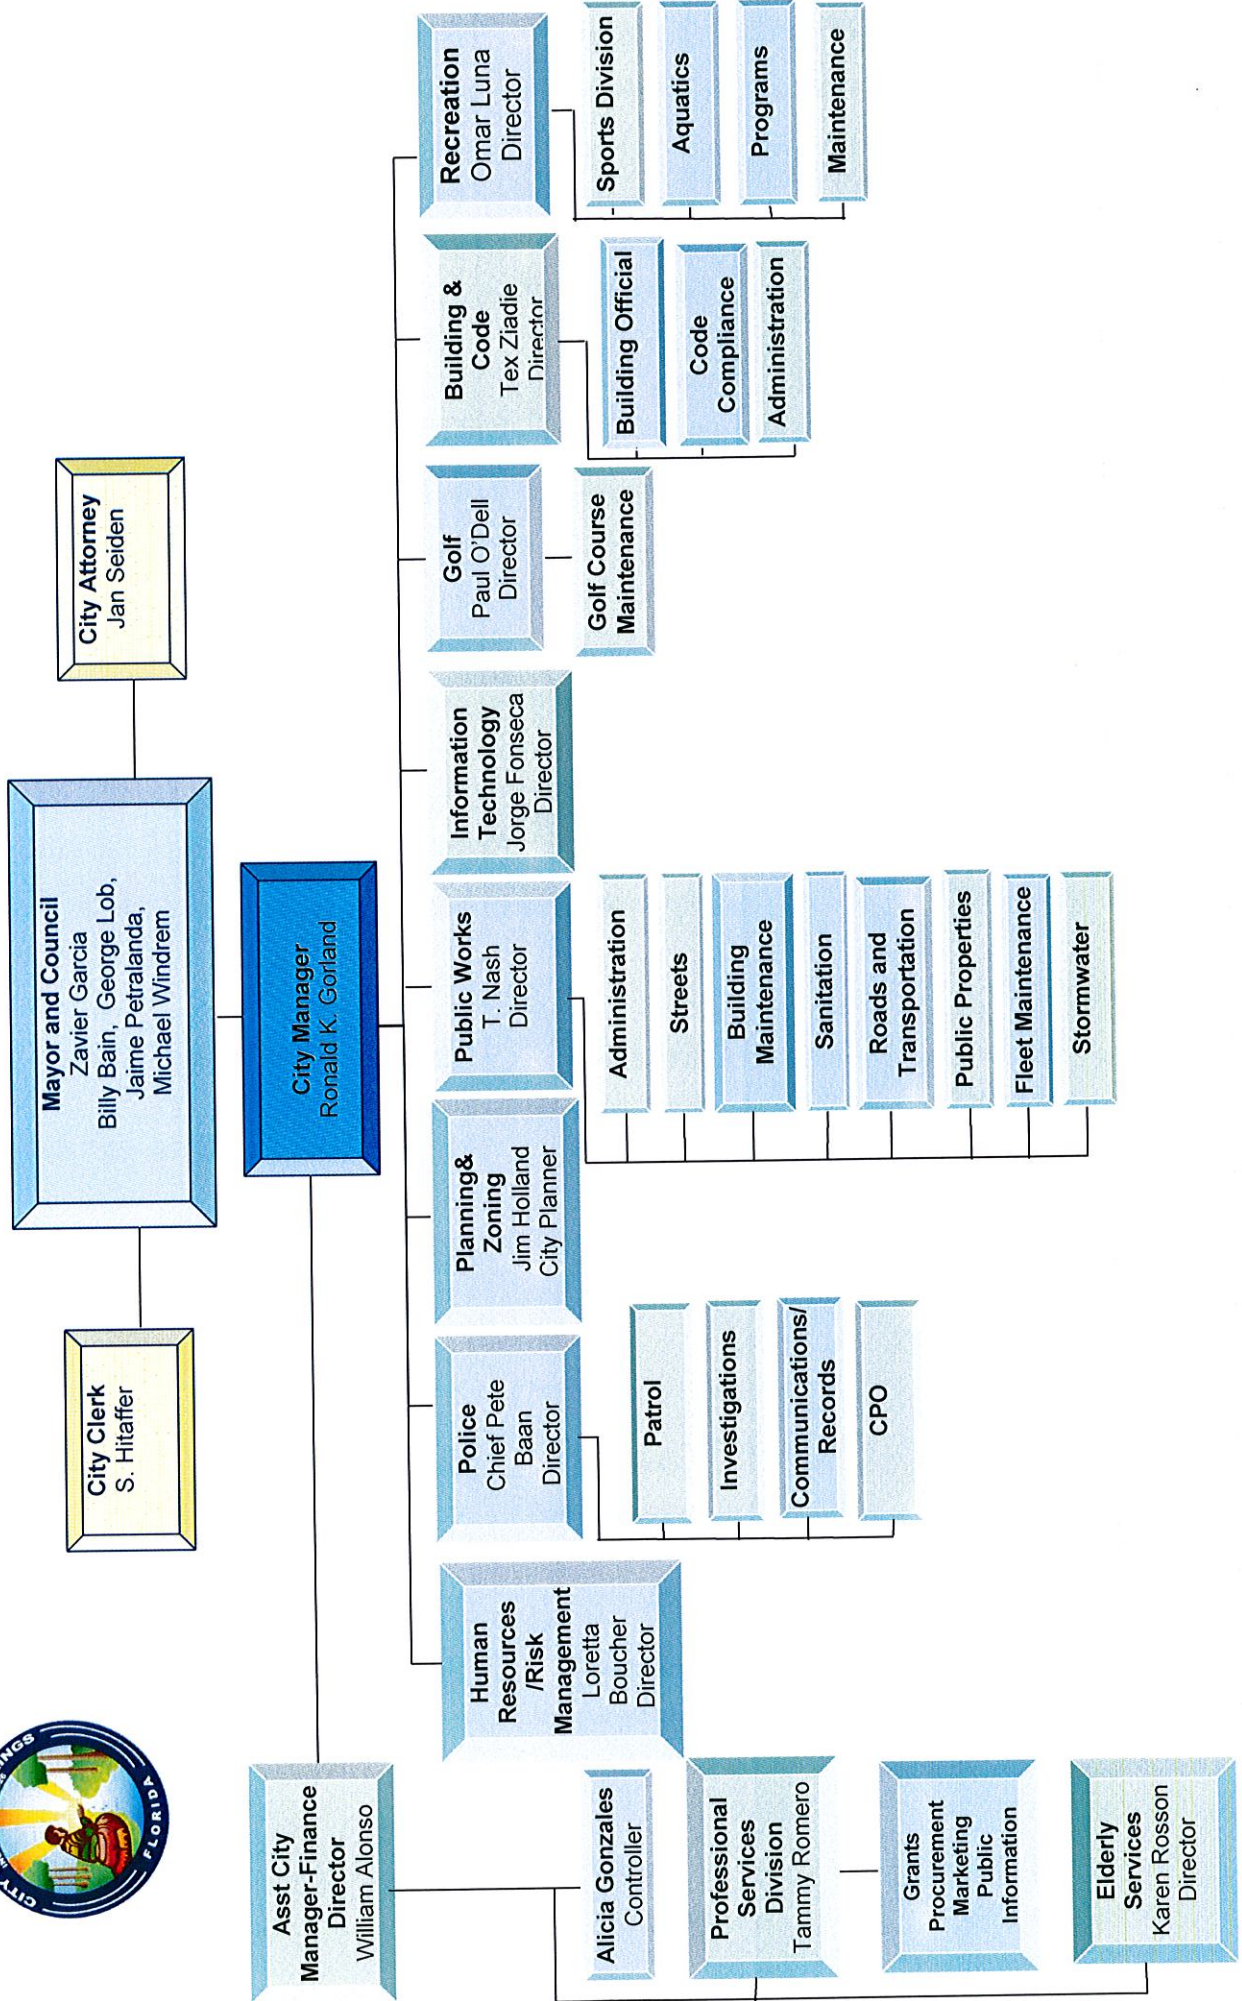 CITY
NGS
FLORIDA
City Clerk
S. Hitaffer
Mayor and Council
Zavier Garcia
Billy Bain, George Lob,
Jaime Petralanda,
Michael Windrem
City Attorney
Jan Seiden
City Manager
Ronald K. Gorland
Asst City
Manager-Finance
Director
William Alonso
Alicia Gonzales
Controller
Professional
Services
Division
Tammy Romero
Grants
Procurement
Marketing
Public
Information
Elderly
Services
Karen Rosson
Director
Human
Resources
/Risk
Management
Loretta
Boucher
Director
Police
Chief Pete
Baan
Director
Patrol
Investigations
Communications/
Records
CPO
Planning&
Zoning
Jim Holland
City Planner
Public Works
T. Nash
Director
Administration
Streets
Building
Maintenance
Sanitation
Roads and
Transportation
Public Properties
Fleet Maintenance
Stormwater
Information
Technology
Jorge Fonseca
Director
Golf
Paul O'Dell
Director
Golf Course
Maintenance
Building &
Code
Tex Ziadie
Director
Building Official
Code
Compliance
Administration
Recreation
Omar Luna
Director
Sports Division
Aquatics
Programs
Maintenance